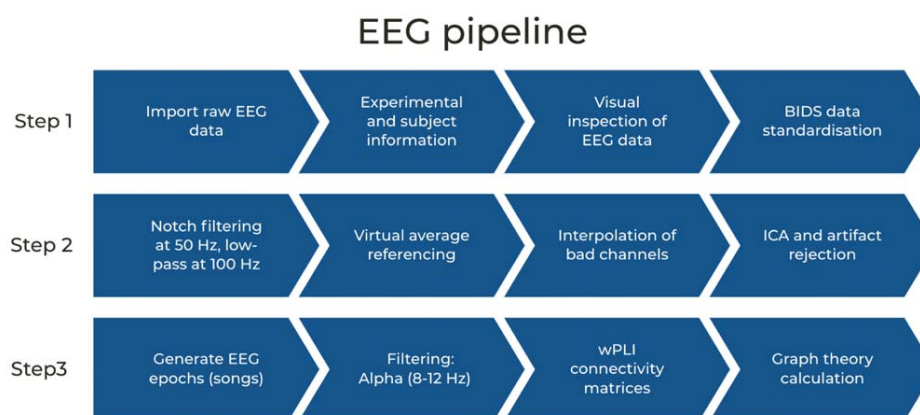 EEG pipeline
Step 1
Import raw EEG
data
Experimental
and subject
information
Visual
inspection of
EEG data
BIDS data
standardisation
Step 2
Notch filtering
at 50 Hz, low-
pass at 100 Hz
Virtual average
referencing
Interpolation of
bad channels
ICA and artifact
rejection
Step3
Generate EEG
epochs (songs)
Filtering:
Alpha (8-12 Hz)
wPLI
connectivity
matrices
Graph theory
calculation